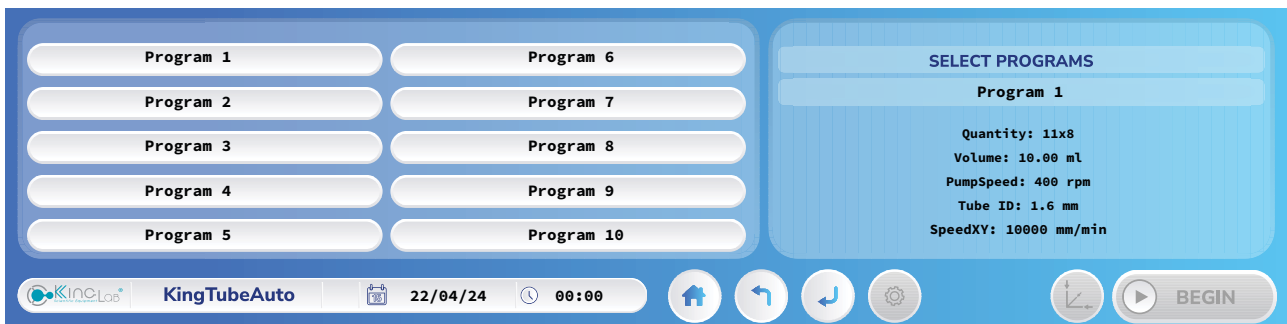 Program 1
Program 2
Program 3
Program 4
Program 5
Program 6
Program 7
Program 8
Program 9
Program 10
SELECT PROGRAMS
Program 1
Quantity: 11x8
Volume: 10.00 ml
PumpSpeed: 400 rpm
Tube ID: 1.6 mm
SpeedXY: 10000 mm/min
KingLab
KingTubeAuto
22/04/24
00:00
BEGIN